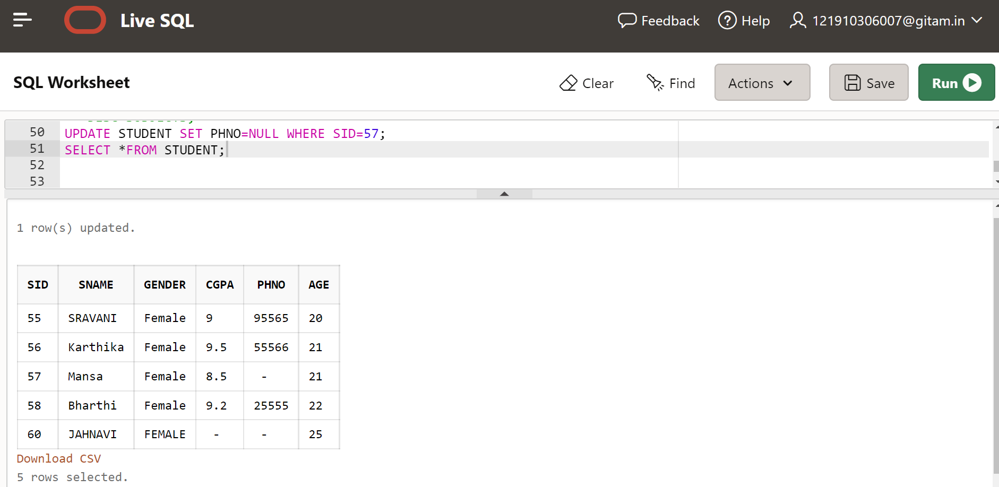 Live SQL Feedback Help 121910306007@gitam.in
SQL Worksheet Clear Find Actions Save Run
50 UPDATE STUDENT SET PHNO=NULL WHERE SID=57;
51 SELECT *FROM STUDENT;
52
53
1 row(s) updated.
SID SNAME GENDER CGPA PHNO AGE
55 SRAVANI Female 9 95565 20
56 Karthika Female 9.5 55566 21
57 Mansa Female 8.5 - 21
58 Bharthi Female 9.2 25555 22
60 JAHNAVI FEMALE - - 25
Download CSV
5 rows selected.